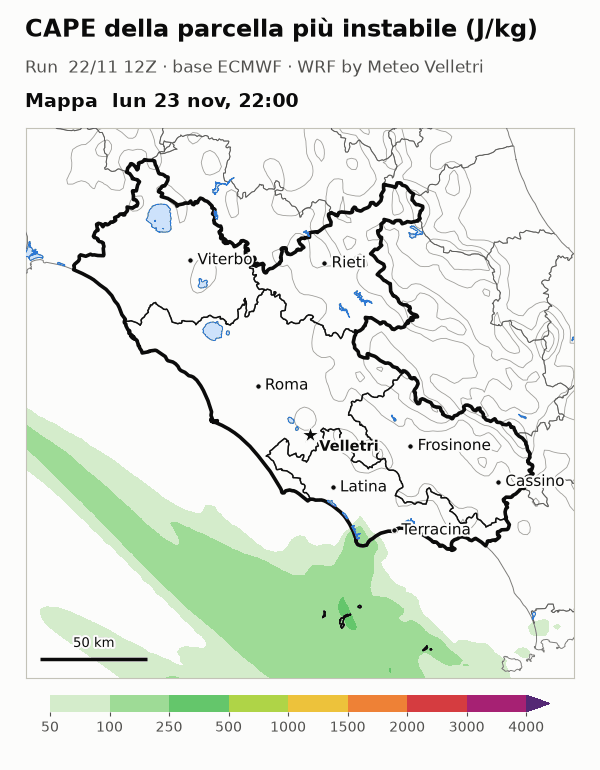 CAPE della parcella più instabile (J/kg)
Run 22/11 12Z · base ECMWF · WRF by Meteo Velletri
Mappa lun 23 nov, 22:00
Viterbo
Rieti
Roma
Velletri
Frosinone
Cassino
Latina
Terracina
50 km
50 100 250 500 1000 1500 2000 3000 4000